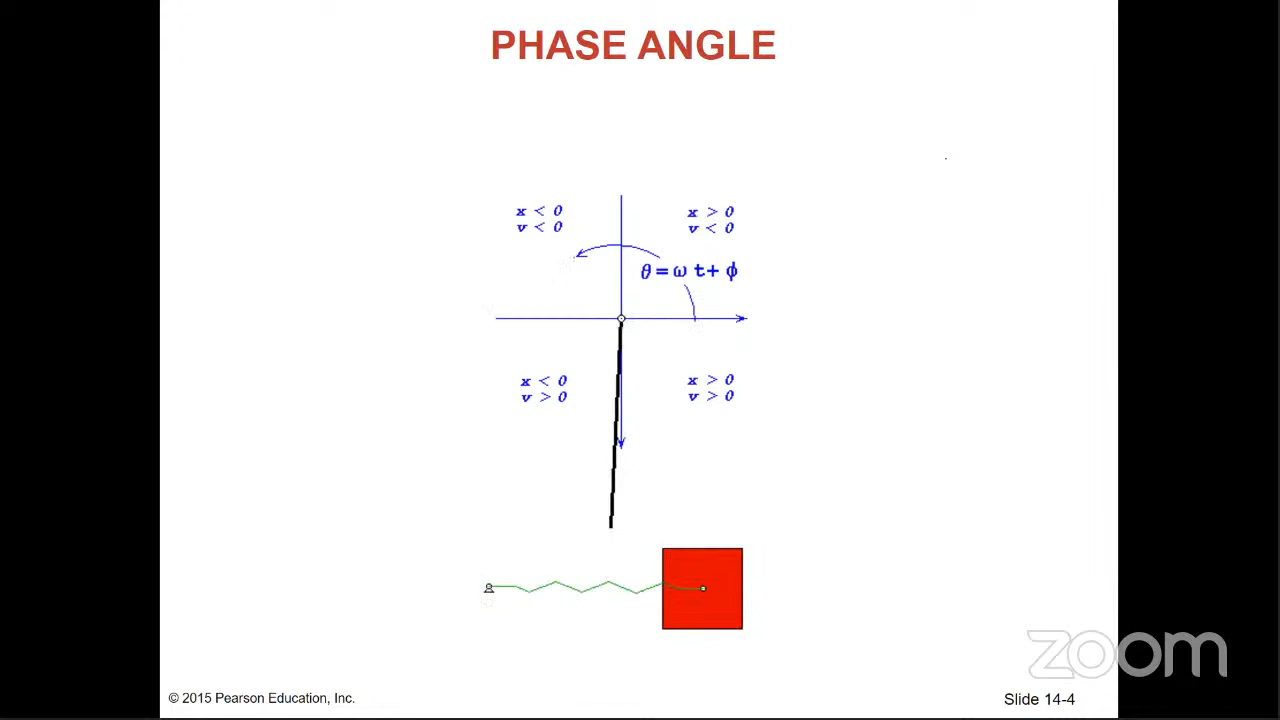 PHASE ANGLE
x < 0
v < 0
x > 0
v < 0
θ = ω t + ϕ
x < 0
v > 0
x > 0
v > 0
zoom
© 2015 Pearson Education, Inc.
Slide 14-4